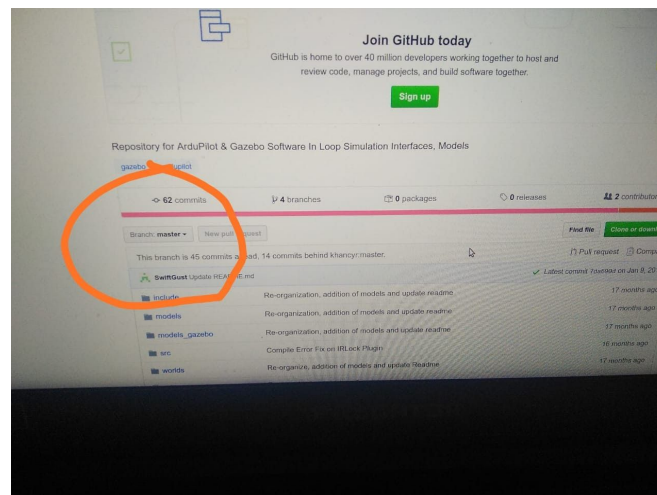 Join GitHub today
GitHub is home to over 40 million developers working together to host and
review code, manage projects, and build software together.
Sign up
Repository for ArduPilot & Gazebo Software In Loop Simulation Interfaces, Models
gazebo
62 commits 4 branches 0 packages 0 releases 2 contributor
Branch: master New pull request Find file Clone or down
This branch is 45 commits ahead, 14 commits behind khancyr:master. Pull request Comp
SwiftGust Update README.md Latest commit on Jan 9, 20
include Re-organization, addition of models and update readme 17 months ago
models Re-organization, addition of models and update readme 17 months ago
models_gazebo Re-organization, addition of models and update readme 17 months ago
src Compile Error Fix on IRLock Plugin 16 months ago
worlds Re-organize, addition of models and update Readme 17 months ago